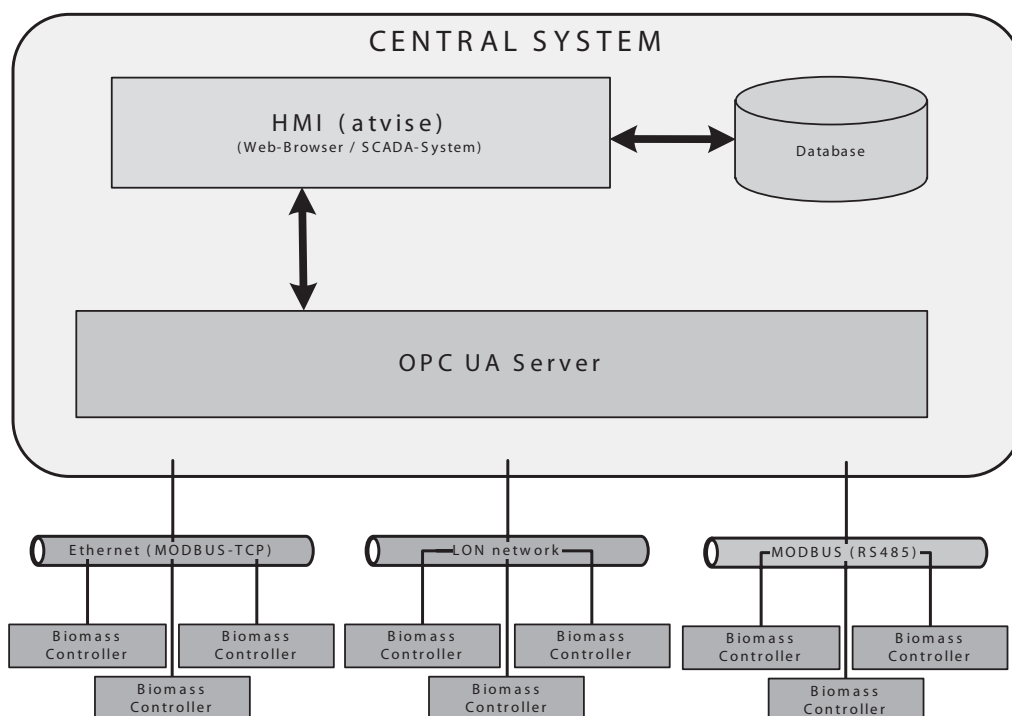 CENTRAL SYSTEM
HMI (atvise)
(Web-Browser / SCADA-System)
Database
OPC UA Server
Ethernet (MODBUS-TCP)
LON network
MODBUS (RS485)
Biomass
Controller
Biomass
Controller
Biomass
Controller
Biomass
Controller
Biomass
Controller
Biomass
Controller
Biomass
Controller
Biomass
Controller
Biomass
Controller